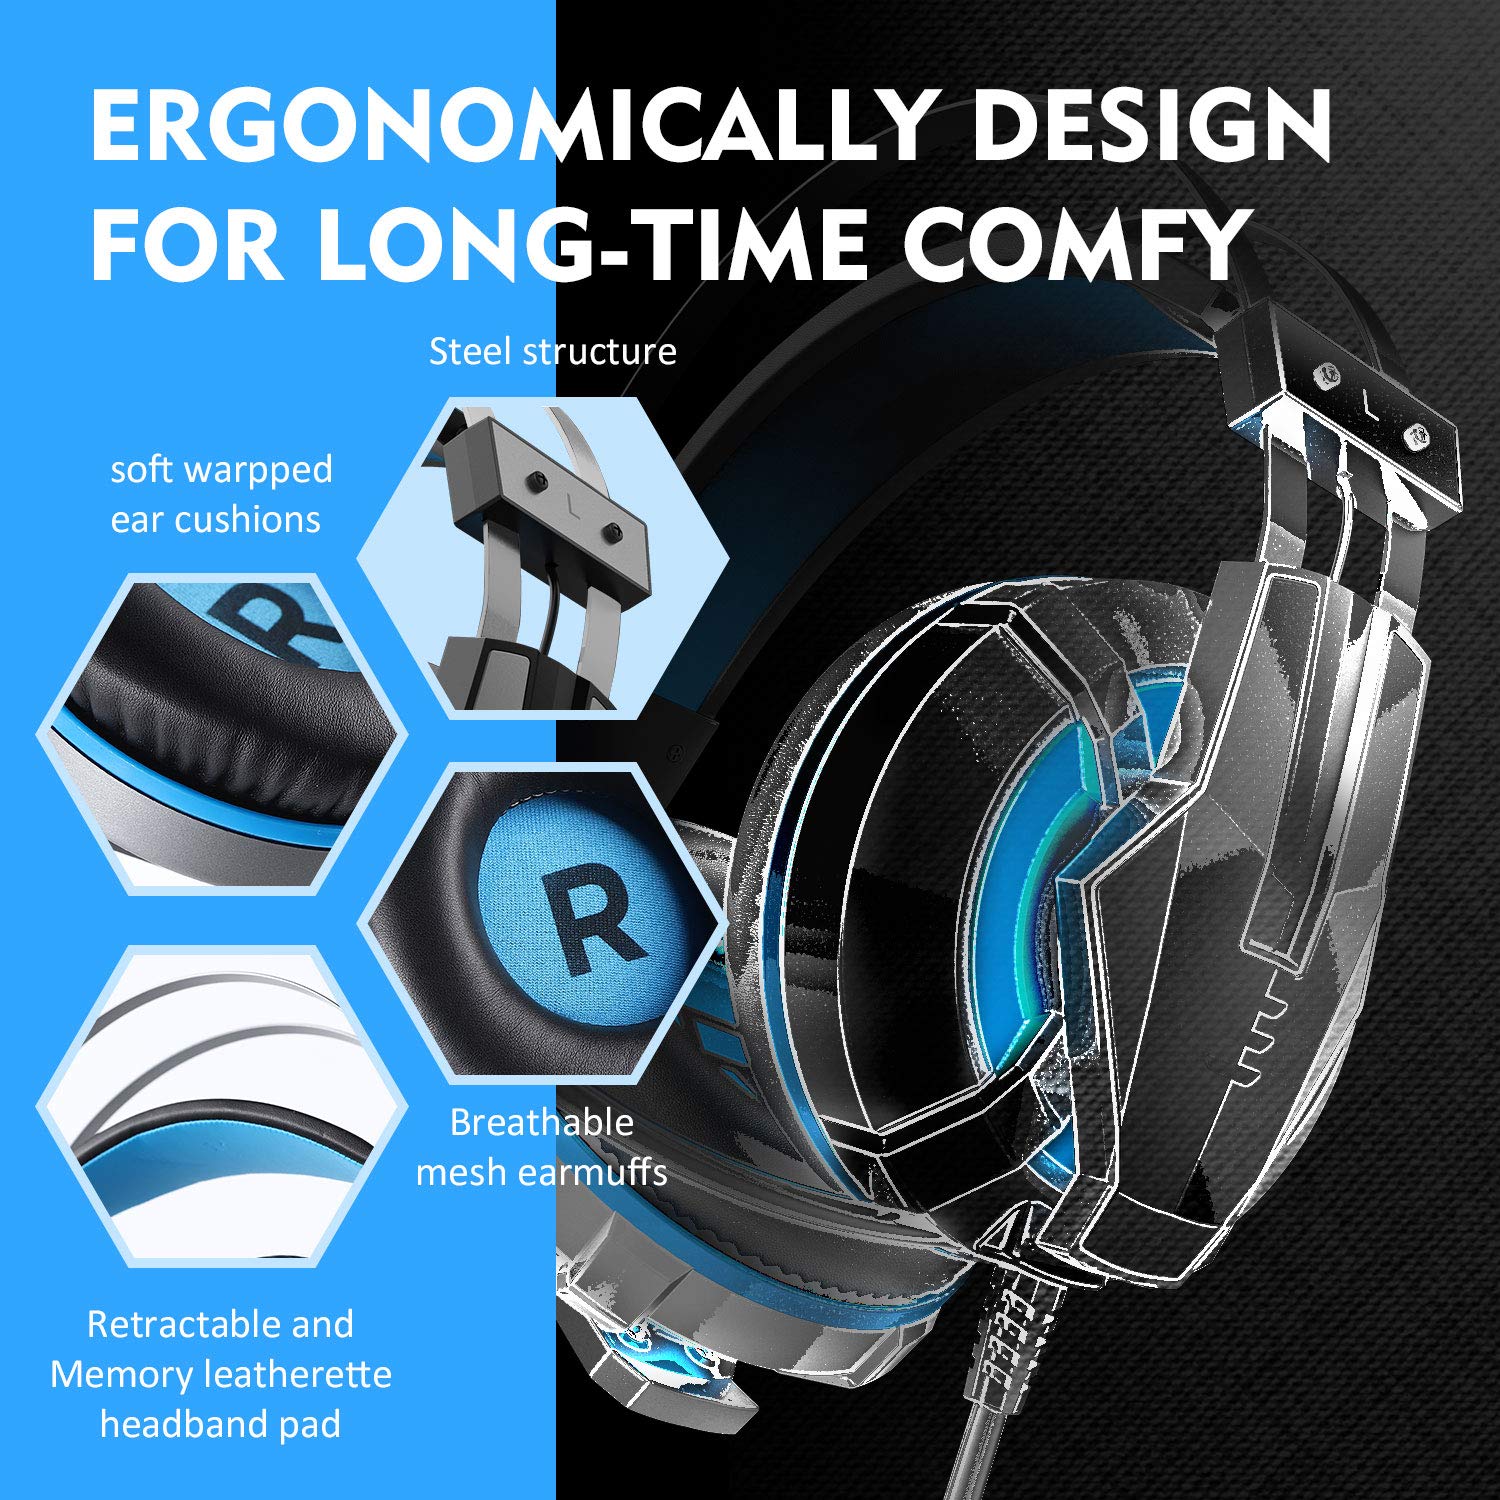 ERGONOMICALLY DESIGN
FOR LONG-TIME COMFY
Steel structure
soft warpped
ear cushions
L
L
R
R
Breathable
mesh earmuffs
Retractable and
Memory leatherette
headband pad